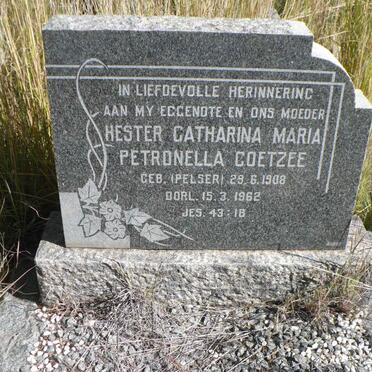 IN LIEFDEVOLLE HERINNERING
AAN MY EGGENOTE EN ONS MOEDER
HESTER CATHARINA MARIA
PETRONELLA COETZEE
GEB. (PELSER) 29.6.1908
OORL. 15.3.1962
JES. 43:18